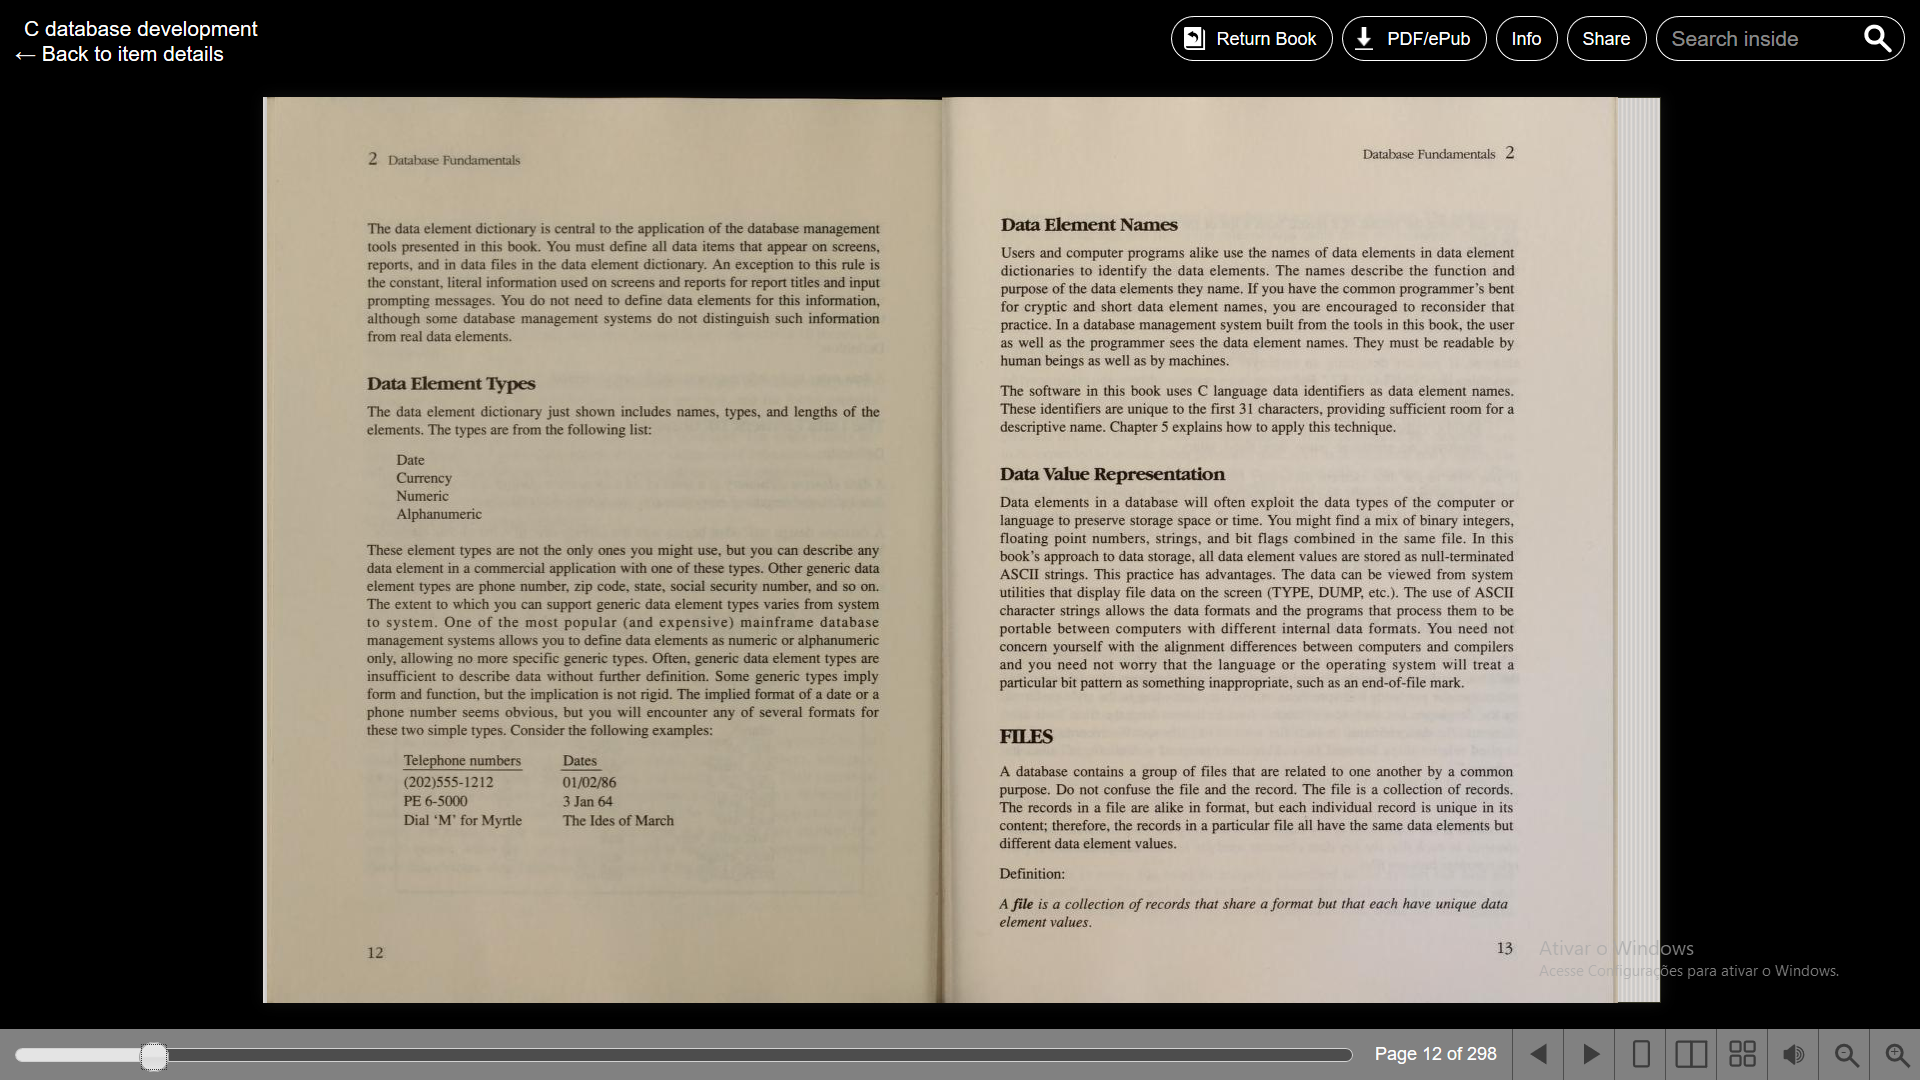 C database development
← Back to item details
Return Book
PDF/ePub
Info
Share
Search inside
2 Database Fundamentals
The data element dictionary is central to the application of the database management
tools presented in this book. You must define all data items that appear on screens,
reports, and in data files in the data element dictionary. An exception to this rule is
the constant, literal information used on screens and reports for report titles and input
prompting messages. You do not need to define data elements for this information,
although some database management systems do not distinguish such information
from real data elements.
Data Element Types
The data element dictionary just shown includes names, types, and lengths of the
elements. The types are from the following list:
Date
Currency
Numeric
Alphanumeric
These element types are not the only ones you might use, but you can describe any
data element in a commercial application with one of these types. Other generic data
element types are phone number, zip code, state, social security number, and so on.
The extent to which you can support generic data element types varies from system
to system. One of the most popular (and expensive) mainframe database
management systems allows you to define data elements as numeric or alphanumeric
only, allowing no more specific generic types. Often, generic data element types are
insufficient to describe data without further definition. Some generic types imply
form and function, but the implication is not rigid. The implied format of a date or a
phone number seems obvious, but you will encounter any of several formats for
these two simple types. Consider the following examples:
Telephone numbers Dates
(202)555-1212 01/02/86
PE 6-5000 3 Jan 64
Dial ‘M’ for Myrtle The Ides of March
12
Database Fundamentals 2
Data Element Names
Users and computer programs alike use the names of data elements in data element
dictionaries to identify the data elements. The names describe the function and
purpose of the data elements they name. If you have the common programmer’s bent
for cryptic and short data element names, you are encouraged to reconsider that
practice. In a database management system built from the tools in this book, the user
as well as the programmer sees the data element names. They must be readable by
human beings as well as by machines.
The software in this book uses C language data identifiers as data element names.
These identifiers are unique to the first 31 characters, providing sufficient room for a
descriptive name. Chapter 5 explains how to apply this technique.
Data Value Representation
Data elements in a database will often exploit the data types of the computer or
language to preserve storage space or time. You might find a mix of binary integers,
floating point numbers, strings, and bit flags combined in the same file. In this
book’s approach to data storage, all data element values are stored as null-terminated
ASCII strings. This practice has advantages. The data can be viewed from system
utilities that display file data on the screen (TYPE, DUMP, etc.). The use of ASCII
character strings allows the data formats and the programs that process them to be
portable between computers with different internal data formats. You need not
concern yourself with the alignment differences between computers and compilers
and you need not worry that the language or the operating system will treat a
particular bit pattern as something inappropriate, such as an end-of-file mark.
FILES
A database contains a group of files that are related to one another by a common
purpose. Do not confuse the file and the record. The file is a collection of records.
The records in a file are alike in format, but each individual record is unique in its
content; therefore, the records in a particular file all have the same data elements but
different data element values.
Definition:
A file is a collection of records that share a format but that each have unique data
element values.
13
Ativar o Windows
Acesse Configurações para ativar o Windows.
Page 12 of 298